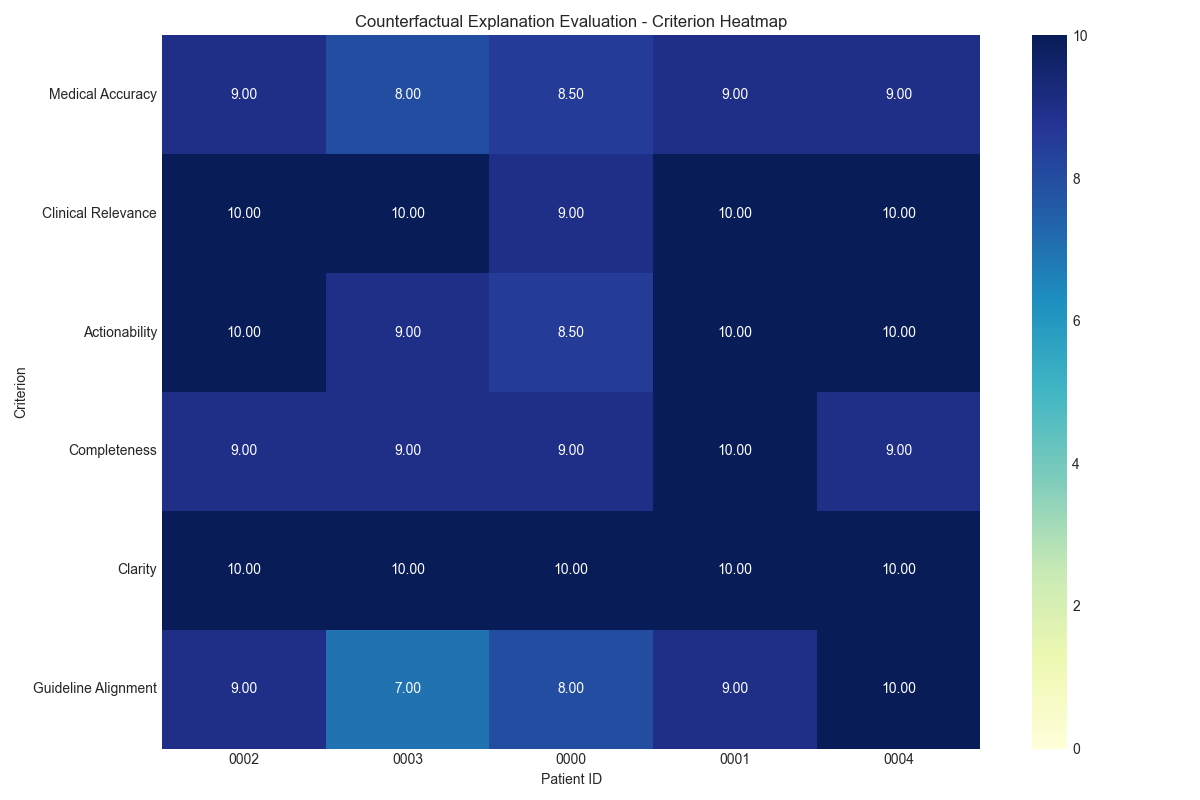 Counterfactual Explanation Evaluation - Criterion Heatmap
Criterion
Medical Accuracy 9.00 8.00 8.50 9.00 9.00
Clinical Relevance 10.00 10.00 9.00 10.00 10.00
Actionability 10.00 9.00 8.50 10.00 10.00
Completeness 9.00 9.00 9.00 10.00 9.00
Clarity 10.00 10.00 10.00 10.00 10.00
Guideline Alignment 9.00 7.00 8.00 9.00 10.00
0002 0003 0000 0001 0004
Patient ID
10
8
6
4
2
0